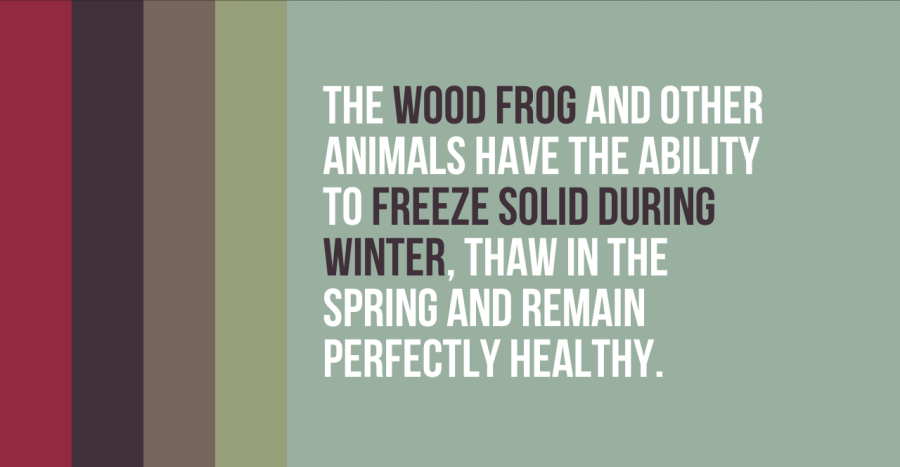 THE WOOD FROG AND OTHER
ANIMALS HAVE THE ABILITY
TO FREEZE SOLID DURING
WINTER, THAW IN THE
SPRING AND REMAIN
PERFECTLY HEALTHY.